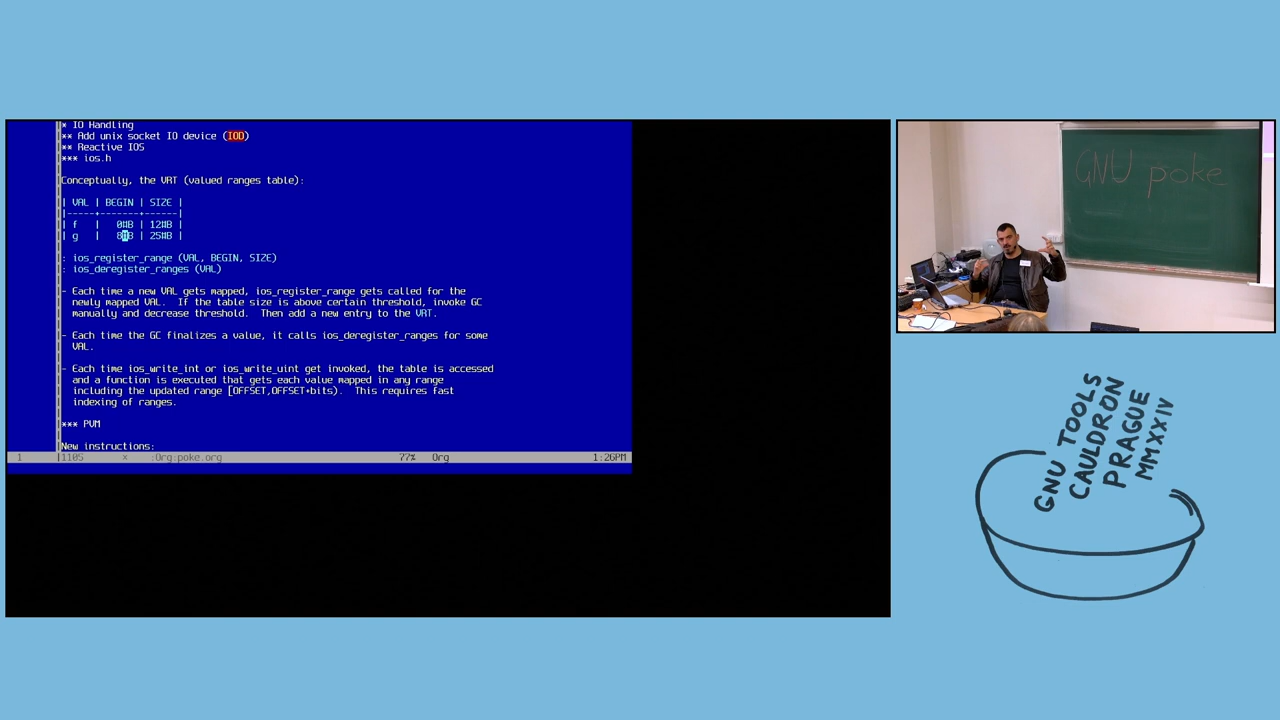 * IO Handling
** Add unix socket IO device (IOD)
** Reactive IOS
*** ios.h
Conceptually, the VRT (valued ranges table):
| VAL | BEGIN | SIZE |
|-----+-------+------|
| f   |   0#B | 12#B |
| g   |   8#B | 25#B |
: ios_register_range (VAL, BEGIN, SIZE)
: ios_deregister_ranges (VAL)
- Each time a new VAL gets mapped, ios_register_range gets called for the
newly mapped VAL.  If the table size is above certain threshold, invoke GC
manually and decrease threshold.  Then add a new entry to the VRT.
- Each time the GC finalizes a value, it calls ios_deregister_ranges for some
VAL.
- Each time ios_write_int or ios_write_uint get invoked, the table is accessed
and a function is executed that gets each value mapped in any range
including the updated range [OFFSET,OFFSET+bits).  This requires fast
indexing of ranges.
*** PVM
New instructions:
1 |110S × :Org:poke.org 77% Org 1:26PM
GNU poke
GNU TOOLS
CAULDRON
PRAGUE
MMXXIV